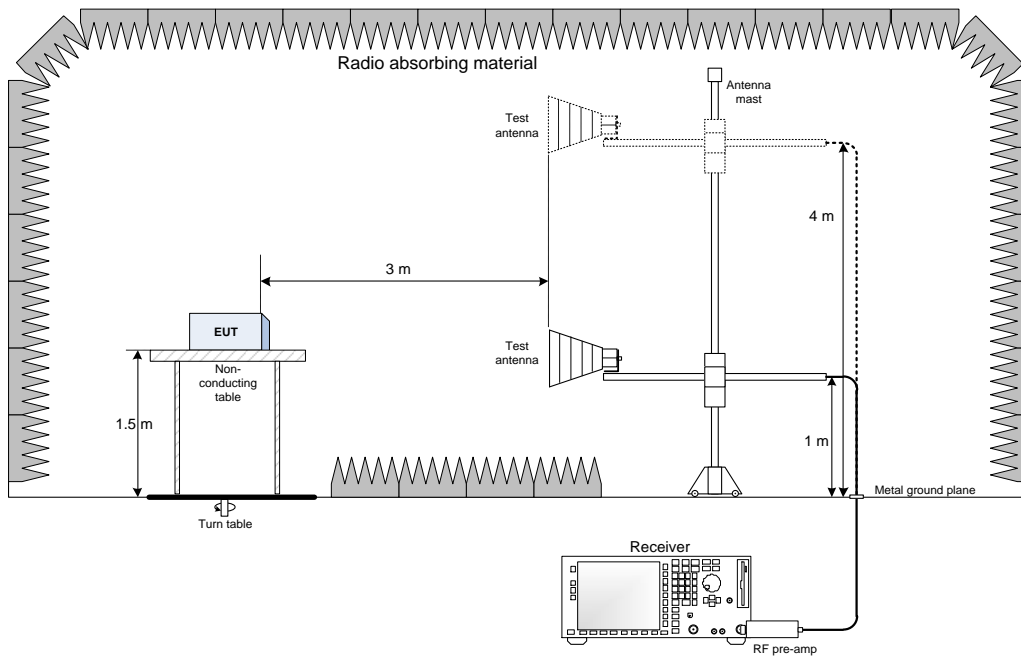 Radio absorbing material
Antenna
mast
Test
antenna
4 m
3 m
EUT
Test
antenna
Non-
conducting
table
1.5 m
1 m
Metal ground plane
Turn table
Receiver
RF pre-amp